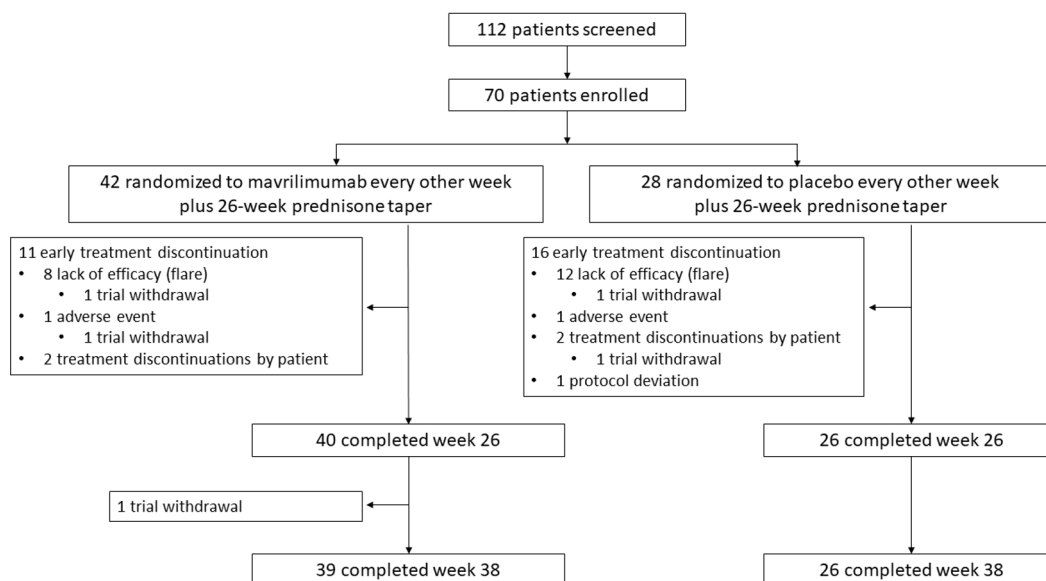 112 patients screened
70 patients enrolled
42 randomized to mavrilimumab every other week
plus 26-week prednisone taper
28 randomized to placebo every other week
plus 26-week prednisone taper
11 early treatment discontinuation
• 8 lack of efficacy (flare)
• 1 trial withdrawal
• 1 adverse event
• 1 trial withdrawal
• 2 treatment discontinuations by patient
16 early treatment discontinuation
• 12 lack of efficacy (flare)
• 1 trial withdrawal
• 1 adverse event
• 2 treatment discontinuations by patient
• 1 trial withdrawal
• 1 protocol deviation
40 completed week 26
26 completed week 26
1 trial withdrawal
39 completed week 38
26 completed week 38